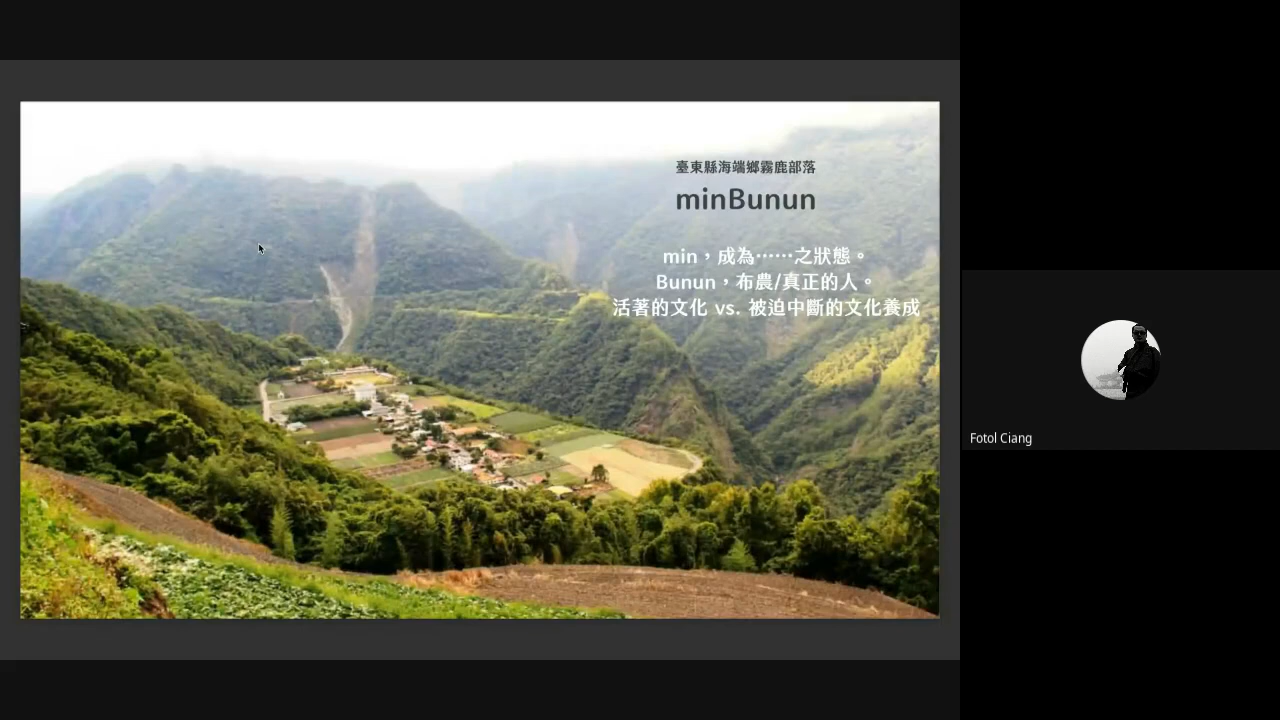 臺東縣海端鄉霧鹿部落
minBunun
min，成為⋯⋯之狀態。
Bunun，布農/真正的人。
活著的文化 vs. 被迫中斷的文化養成
Fotol Ciang